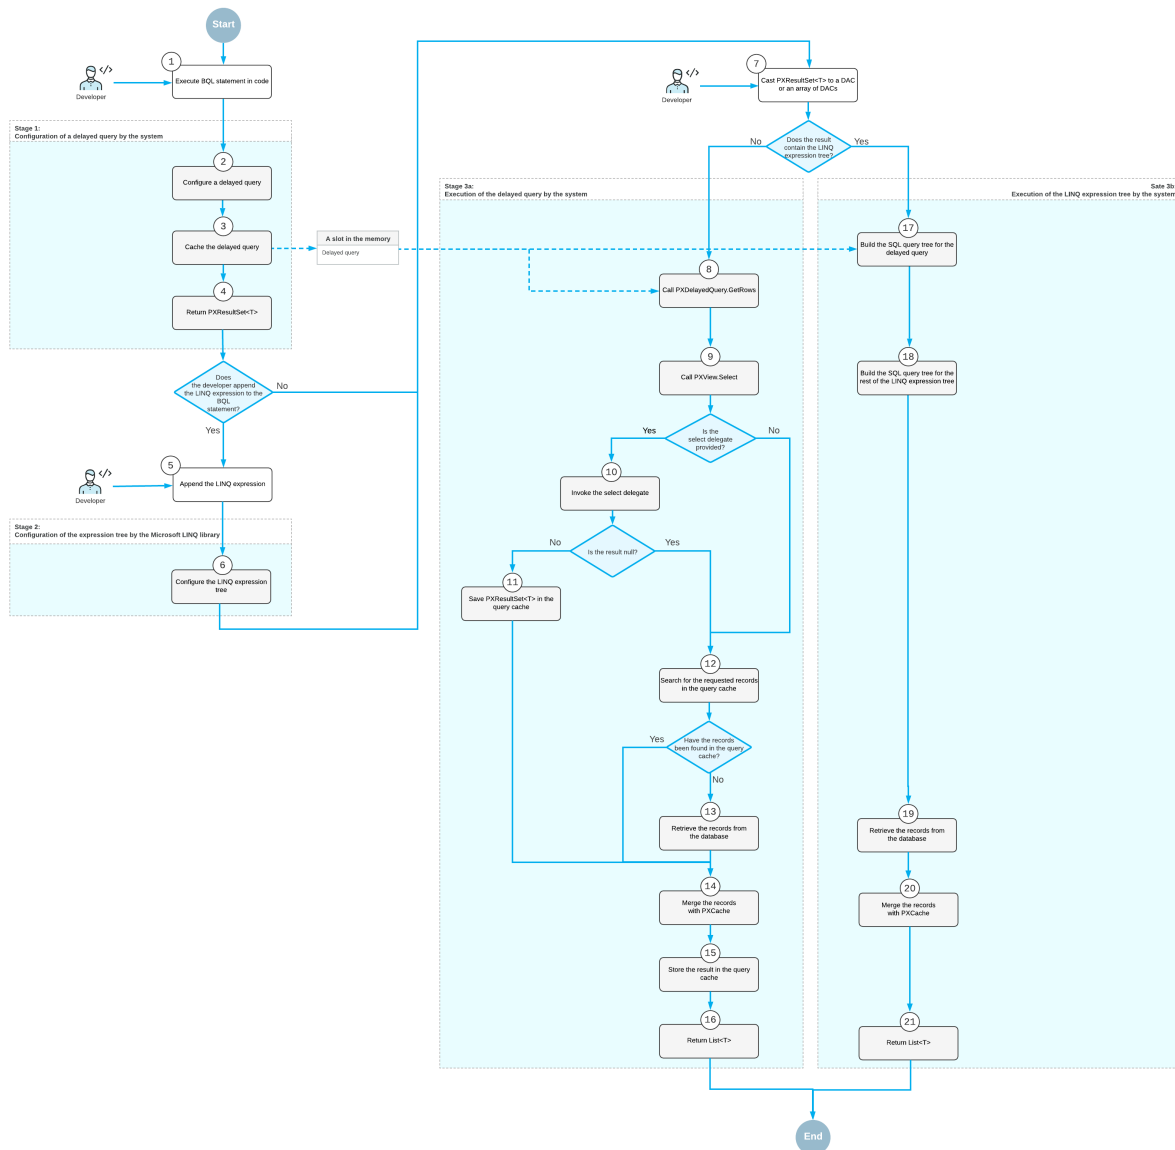 Start
1
Execute BQL statement in code
</>
Developer
Stage 1:
Configuration of a delayed query by the system
2
Configure a delayed query
3
Cache the delayed query
A slot in the memory
Delayed query
4
Return PXResultSet<T>
Does
the developer append
the LINQ expression to the
BQL
statement?
No
Yes
5
Append the LINQ expression
</>
Developer
Stage 2:
Configuration of the expression tree by the Microsoft LINQ library
6
Configure the LINQ expression
tree
7
Cast PXResultSet<T> to a DAC
or an array of DACs
</>
Developer
Does the result
contain the LINQ
expression tree?
No
Yes
Stage 3a:
Execution of the delayed query by the system
8
Call PXDelayedQuery.GetRows
9
Call PXView.Select
Is the
select delegate
provided?
Yes
No
10
Invoke the select delegate
Is the result null?
No
Yes
11
Save PXResultSet<T> in the
query cache
12
Search for the requested records
in the query cache
Have the records
been found in the query
cache?
Yes
No
13
Retrieve the records from
the database
14
Merge the records
with PXCache
15
Store the result in the query
cache
16
Return List<T>
Sate 3b
Execution of the LINQ expression tree by the system
17
Build the SQL query tree for the
delayed query
18
Build the SQL query tree for the
rest of the LINQ expression tree
19
Retrieve the records from
the database
20
Merge the records
with PXCache
21
Return List<T>
End